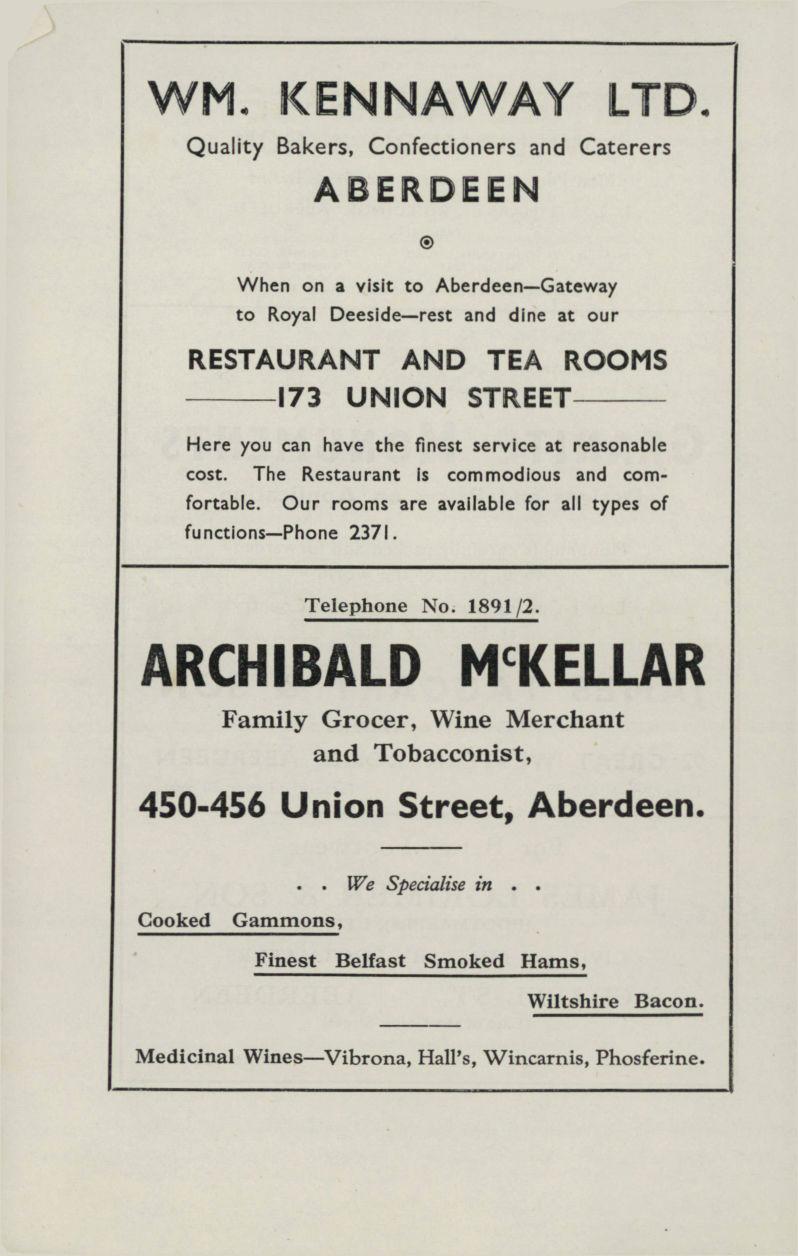 WM. KENNAWAY LTD.
Quality Bakers, Confectioners and Caterers
ABERDEEN
When on a visit to Aberdeen—Gateway
to Royal Deeside—rest and dine at our
RESTAURANT AND TEA ROOMS
173 UNION STREET
Here you can have the finest service at reasonable
cost. The Restaurant is commodious and com-
fortable. Our rooms are available for all types of
functions—Phone 2371.
Telephone No. 1891/2.
ARCHIBALD McKELLAR
Family Grocer, Wine Merchant
and Tobacconist,
450-456 Union Street, Aberdeen.
. . We Specialise in . .
Cooked Gammons,
Finest Belfast Smoked Hams,
Wiltshire Bacon.
Medicinal Wines—Vibrona, Hall's, Wincarnis, Phosferine.